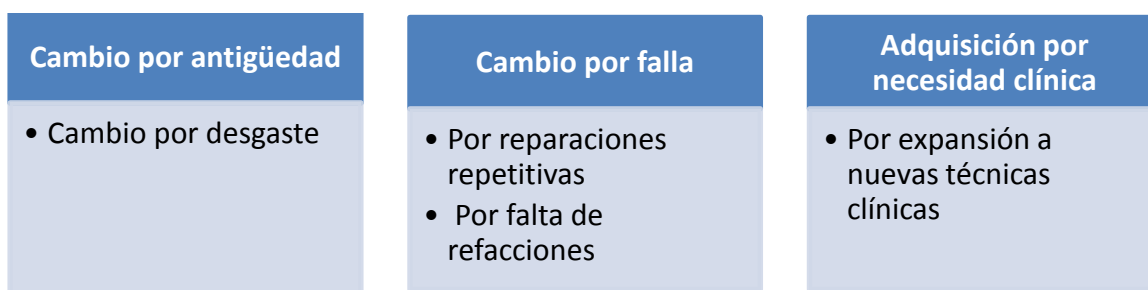 Cambio por antigüedad
• Cambio por desgaste
Cambio por falla
• Por reparaciones
repetitivas
• Por falta de
refacciones
Adquisición por
necesidad clínica
• Por expansión a
nuevas técnicas
clínicas